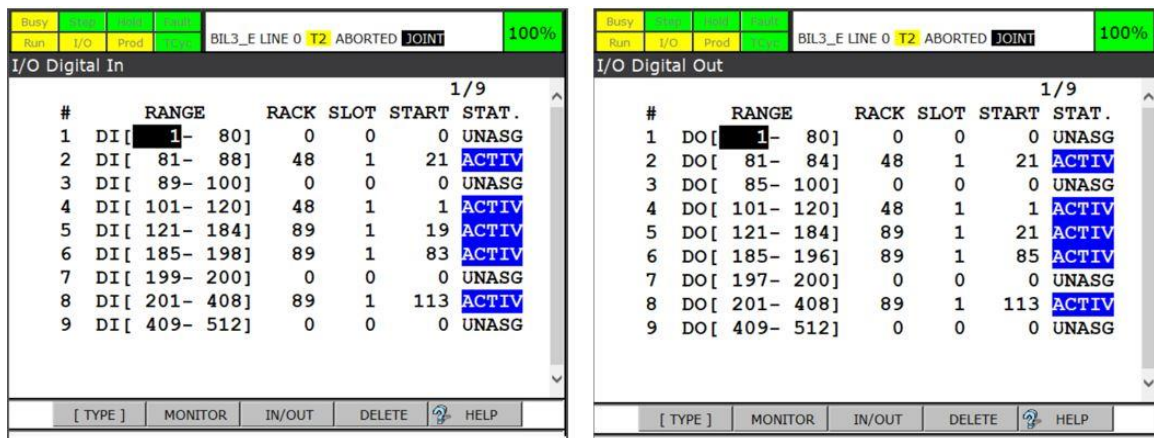 Busy Step Hold Fault
Run I/O Prod TCyc
BIL3_E LINE 0 T2 ABORTED JOINT
100%
I/O Digital In
1/9
# RANGE RACK SLOT START STAT.
1 DI[ 1- 80] 0 0 0 UNASG
2 DI[ 81- 88] 48 1 21 ACTIV
3 DI[ 89- 100] 0 0 0 UNASG
4 DI[ 101- 120] 48 1 1 ACTIV
5 DI[ 121- 184] 89 1 19 ACTIV
6 DI[ 185- 198] 89 1 83 ACTIV
7 DI[ 199- 200] 0 0 0 UNASG
8 DI[ 201- 408] 89 1 113 ACTIV
9 DI[ 409- 512] 0 0 0 UNASG
[ TYPE ] MONITOR IN/OUT DELETE HELP
Busy Step Hold Fault
Run I/O Prod TCyc
BIL3_E LINE 0 T2 ABORTED JOINT
100%
I/O Digital Out
1/9
# RANGE RACK SLOT START STAT.
1 DO[ 1- 80] 0 0 0 UNASG
2 DO[ 81- 84] 48 1 21 ACTIV
3 DO[ 85- 100] 0 0 0 UNASG
4 DO[ 101- 120] 48 1 1 ACTIV
5 DO[ 121- 184] 89 1 21 ACTIV
6 DO[ 185- 196] 89 1 85 ACTIV
7 DO[ 197- 200] 0 0 0 UNASG
8 DO[ 201- 408] 89 1 113 ACTIV
9 DO[ 409- 512] 0 0 0 UNASG
[ TYPE ] MONITOR IN/OUT DELETE HELP